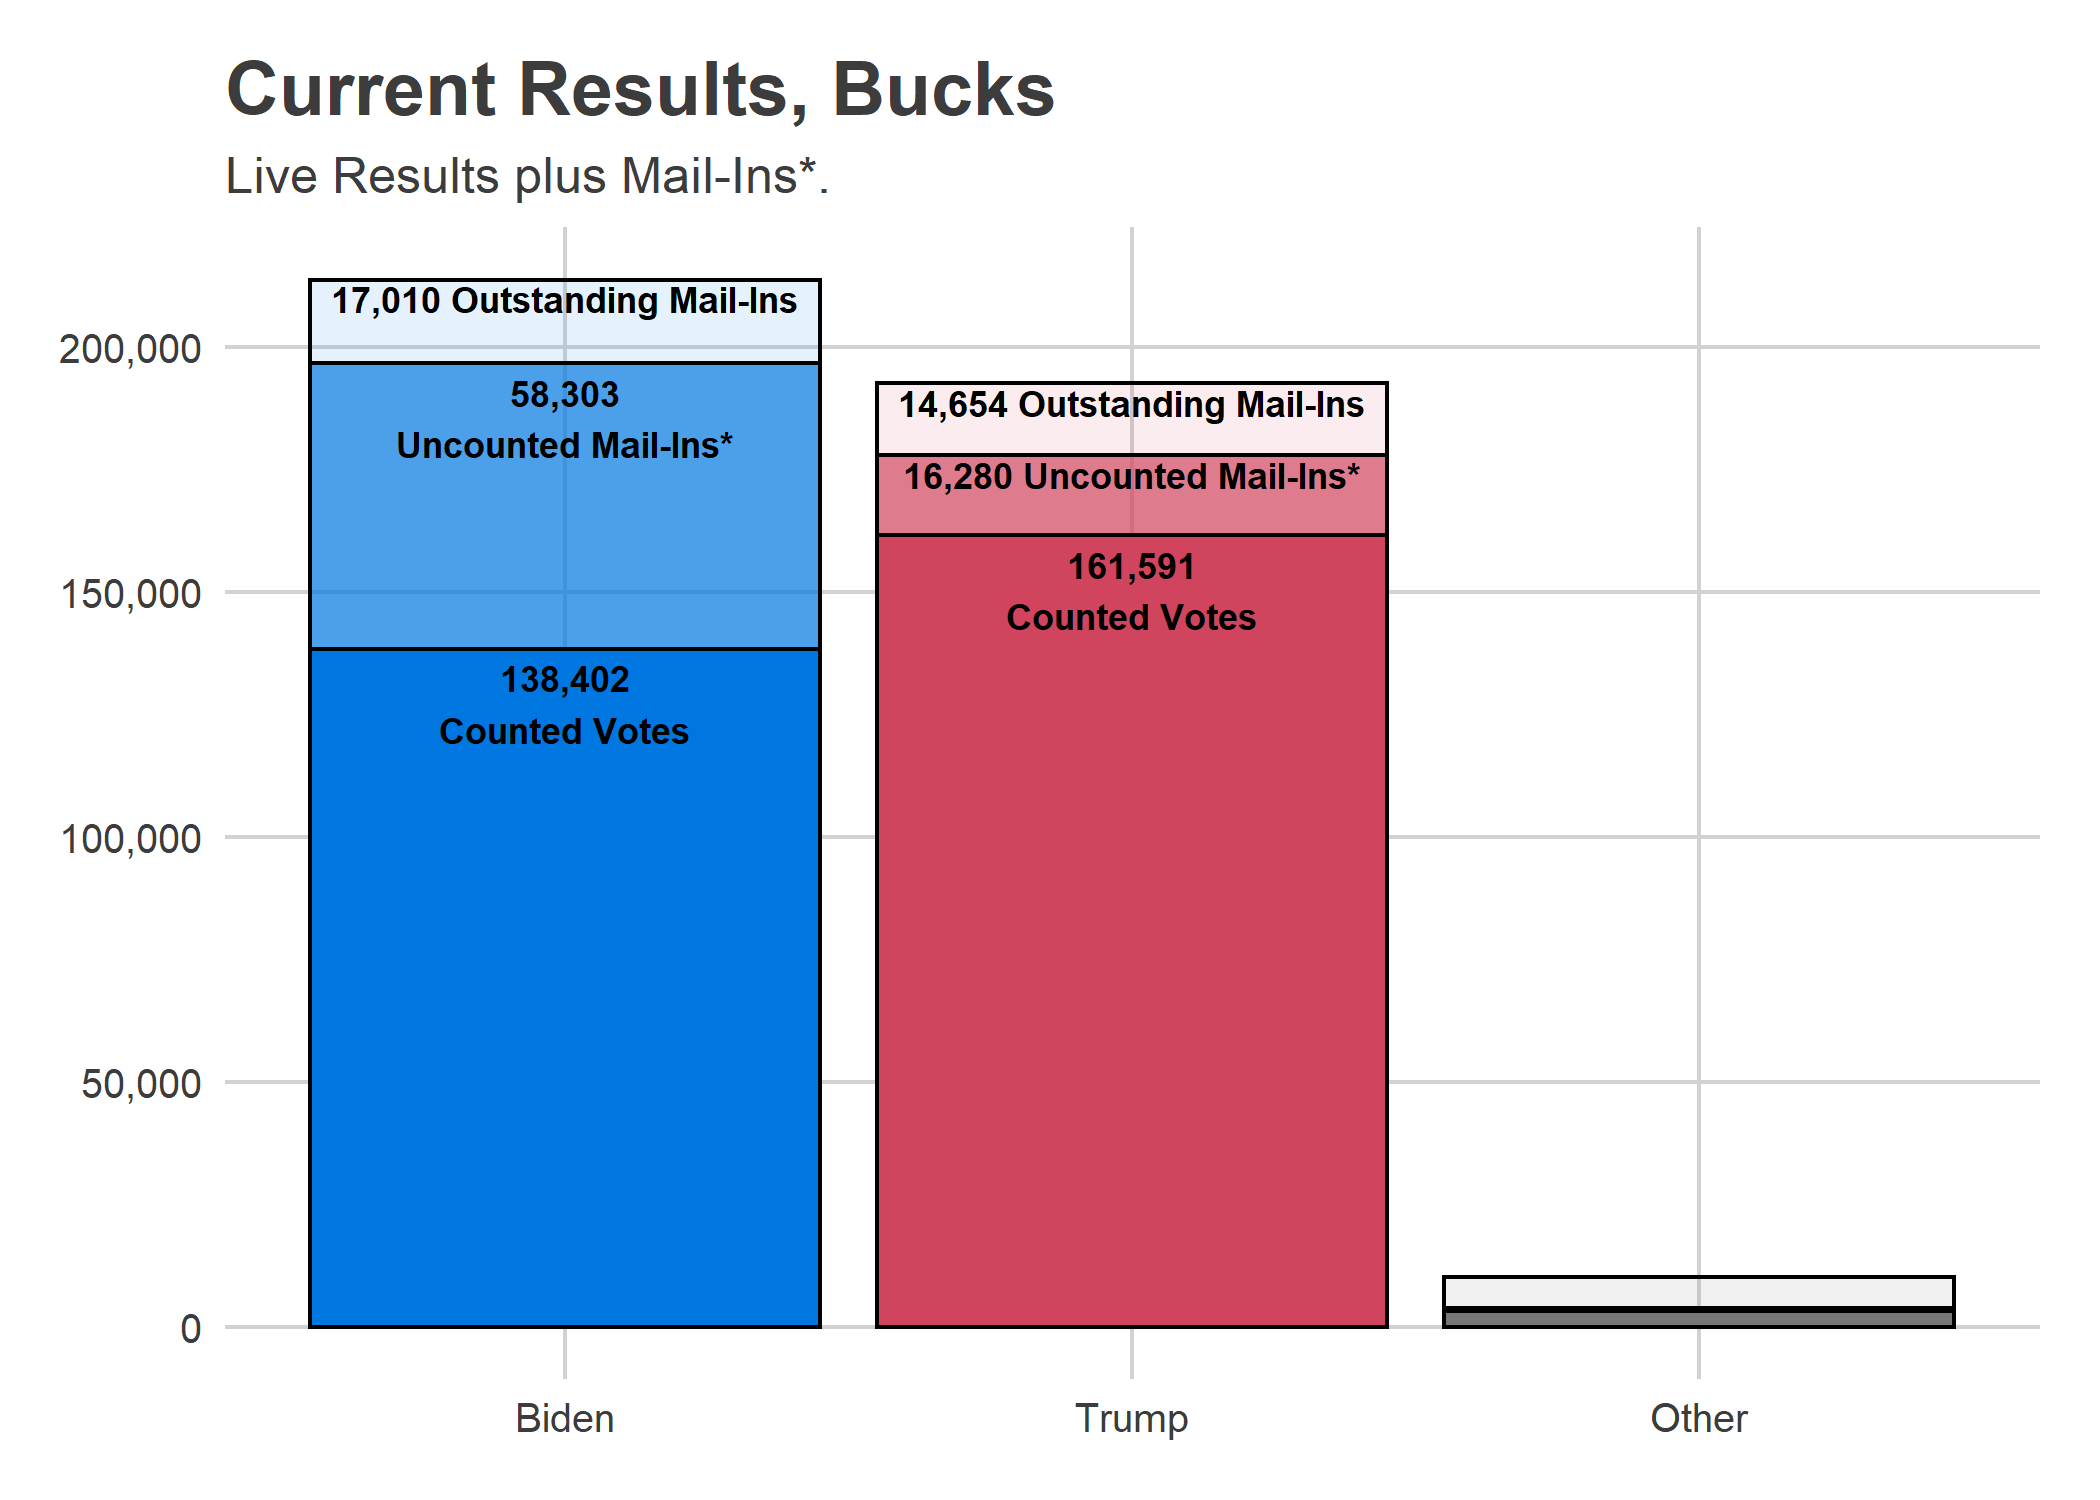 Current Results, Bucks
Live Results plus Mail-Ins*.
200,000
150,000
100,000
50,000
0
17,010 Outstanding Mail-Ins
58,303
Uncounted Mail-Ins*
138,402
Counted Votes
14,654 Outstanding Mail-Ins
16,280 Uncounted Mail-Ins*
161,591
Counted Votes
Biden
Trump
Other